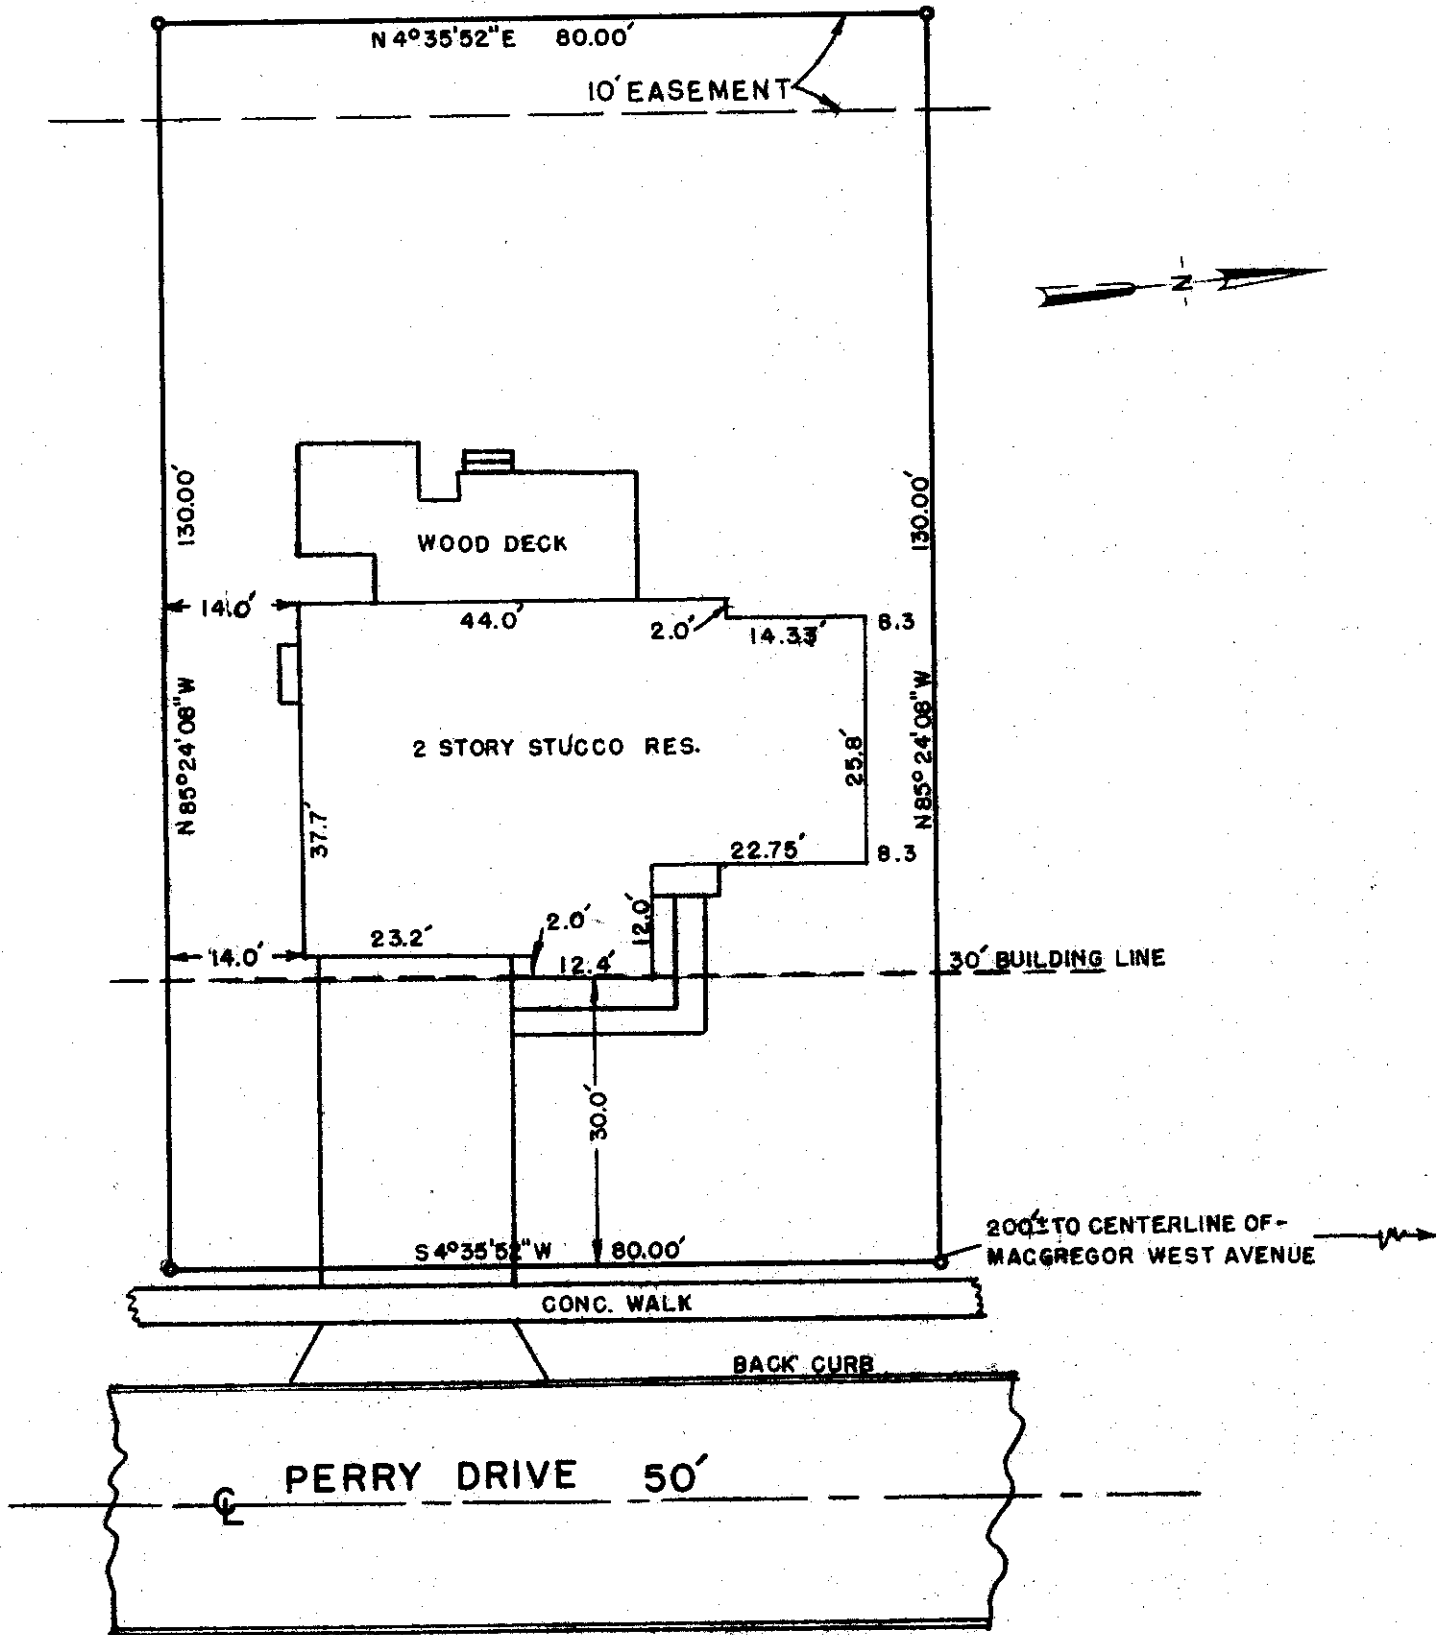 N 4°35'52"E 80.00'
10' EASEMENT
N
130.00'
130.00'
WOOD DECK
14.0'
44.0'
2.0'
14.33'
8.3
N 85°24'08"W
N 85°24'08"W
2 STORY STUCCO RES.
25.8'
37.7'
22.75'
8.3
2.0'
12.0'
23.2'
14.0'
12.4'
30' BUILDING LINE
30.0'
S 4°35'52"W 80.00'
200'± TO CENTERLINE OF-
MACGREGOR WEST AVENUE
CONC. WALK
BACK CURB
PERRY DRIVE 50'
℄